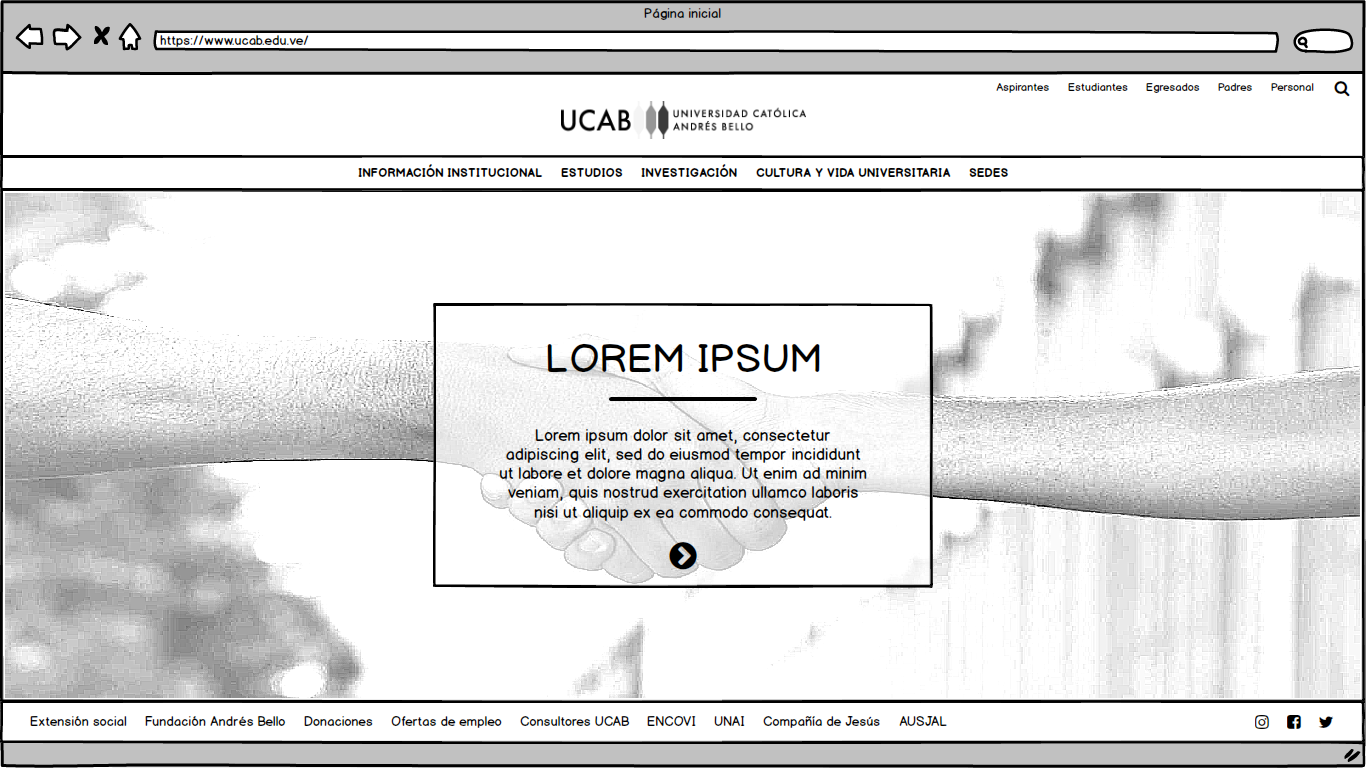 Página inicial
https://www.ucab.edu.ve/
Aspirantes Estudiantes Egresados Padres Personal
UCAB UNIVERSIDAD CATÓLICA
ANDRÉS BELLO
INFORMACIÓN INSTITUCIONAL ESTUDIOS INVESTIGACIÓN CULTURA Y VIDA UNIVERSITARIA SEDES
LOREM IPSUM
Lorem ipsum dolor sit amet, consectetur
adipiscing elit, sed do eiusmod tempor incididunt
ut labore et dolore magna aliqua. Ut enim ad minim
veniam, quis nostrud exercitation ullamco laboris
nisi ut aliquip ex ea commodo consequat.
Extensión social Fundación Andrés Bello Donaciones Ofertas de empleo Consultores UCAB ENCOVI UNAI Compañía de Jesús AUSJAL